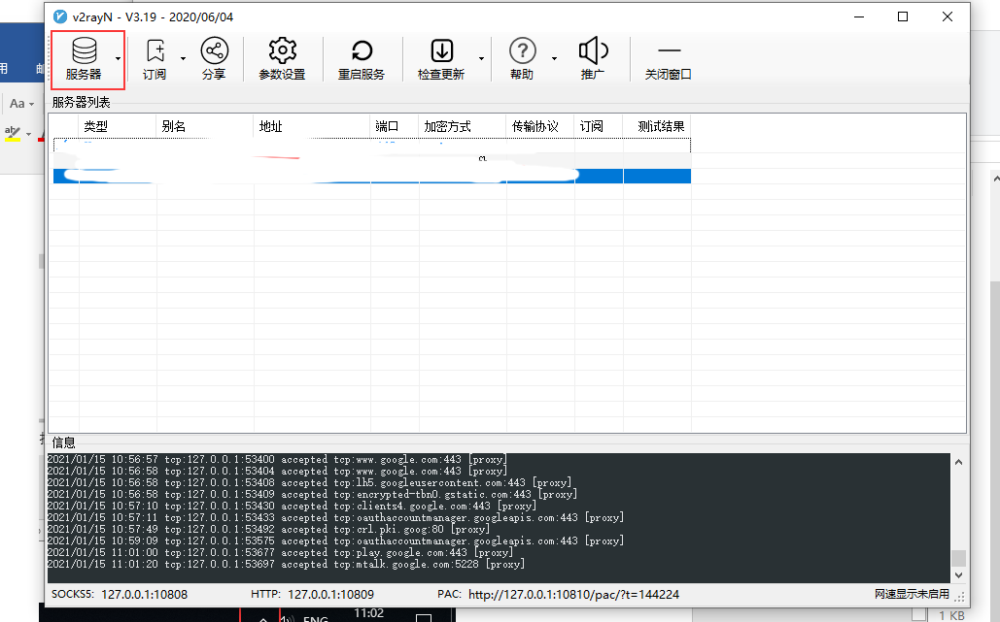 v2rayN - V3.19 - 2020/06/04
服务器 订阅 分享 参数设置 重启服务 检查更新 帮助 推广 关闭窗口
Aa
服务器列表
类型 别名 地址 端口 加密方式 传输协议 订阅 测试结果
信息
2021/01/15 10:56:57 tcp:127.0.0.1:53400 accepted tcp:www.google.com:443 [proxy]
2021/01/15 10:56:58 tcp:127.0.0.1:53404 accepted tcp:www.google.com:443 [proxy]
2021/01/15 10:56:58 tcp:127.0.0.1:53408 accepted tcp:lh5.googleusercontent.com:443 [proxy]
2021/01/15 10:56:58 tcp:127.0.0.1:53409 accepted tcp:encrypted-tbn0.gstatic.com:443 [proxy]
2021/01/15 10:57:10 tcp:127.0.0.1:53430 accepted tcp:clients4.google.com:443 [proxy]
2021/01/15 10:57:11 tcp:127.0.0.1:53433 accepted tcp:oauthaccountmanager.googleapis.com:443 [proxy]
2021/01/15 10:57:49 tcp:127.0.0.1:53492 accepted tcp:crl.pki.goog:80 [proxy]
2021/01/15 10:59:09 tcp:127.0.0.1:53575 accepted tcp:oauthaccountmanager.googleapis.com:443 [proxy]
2021/01/15 11:01:00 tcp:127.0.0.1:53677 accepted tcp:play.google.com:443 [proxy]
2021/01/15 11:01:20 tcp:127.0.0.1:53697 accepted tcp:mtalk.google.com:5228 [proxy]
SOCKS5: 127.0.0.1:10808 HTTP: 127.0.0.1:10809 PAC: http://127.0.0.1:10810/pac/?t=144224 网速显示未启用
ENG 11:02 1 KB